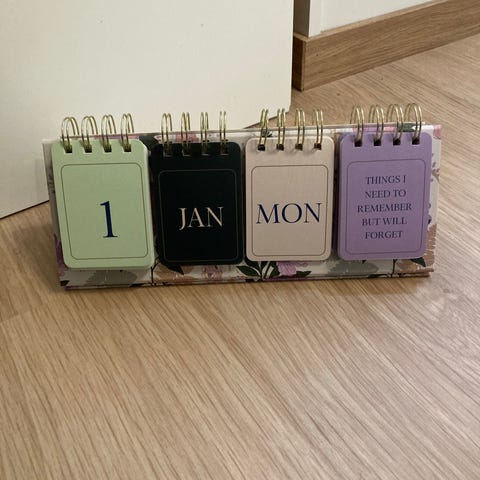 1
JAN
MON
THINGS I
NEED TO
REMEMBER
BUT WILL
FORGET